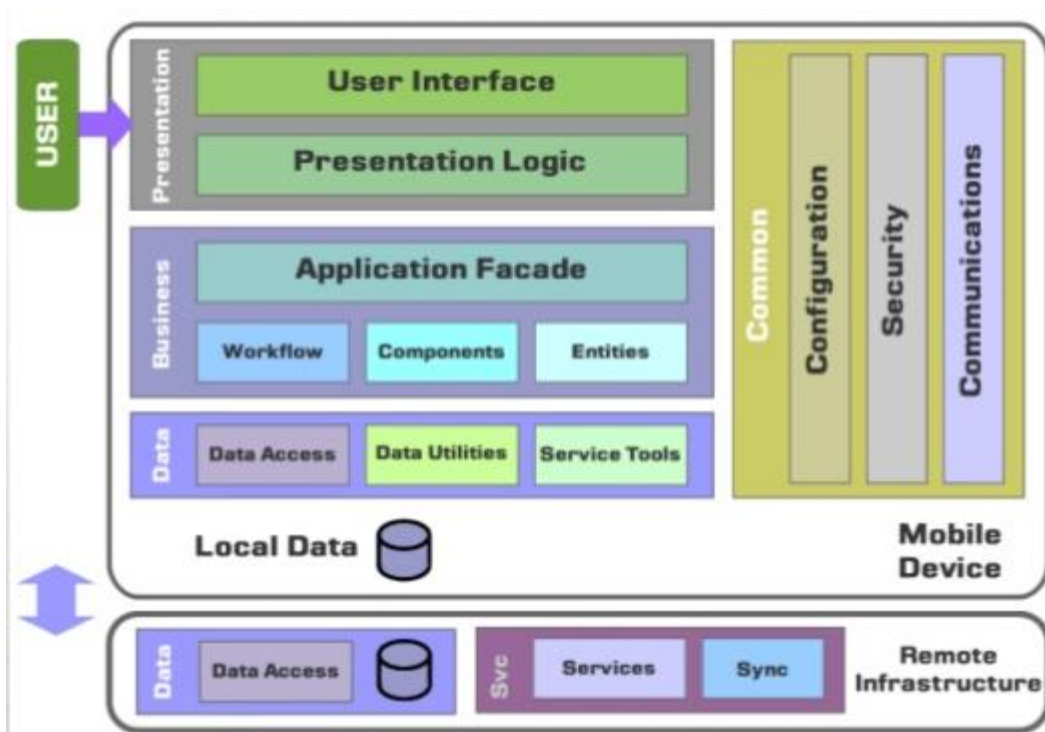 USER
Presentation
User Interface
Presentation Logic
Business
Application Facade
Workflow
Components
Entities
Data
Data Access
Data Utilities
Service Tools
Common
Configuration
Security
Communications
Local Data
Mobile
Device
Data
Data Access
Svc
Services
Sync
Remote
Infrastructure